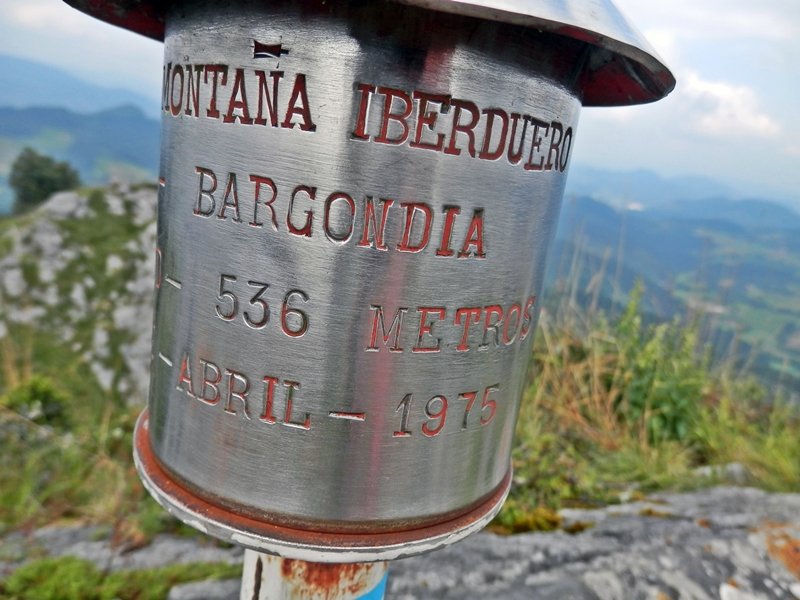 MONTAÑA IBERDUERO
- BARGONDIA
- 536 METROS
- ABRIL - 1975